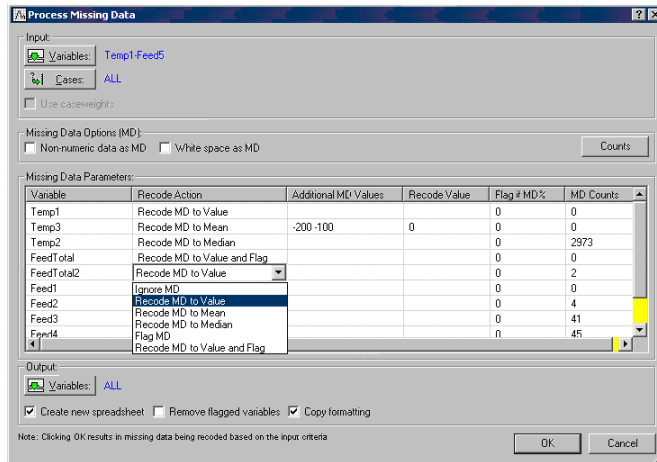 Process Missing Data
Input:
Variables: Temp1-Feed5
Cases: ALL
Use caseweights
Missing Data Options (MD):
Non-numeric data as MD White space as MD Counts
Missing Data Parameters:
Variable Recode Action Additional MD Values Recode Value Flag if MD% MD Counts
Temp1 Recode MD to Value 0 0
Temp3 Recode MD to Mean -200 -100 0 0 0
Temp2 Recode MD to Median 0 2973
FeedTotal Recode MD to Value and Flag 0 0
FeedTotal2 Recode MD to Value 0 2
Feed1 Ignore MD 0 0
Feed2 Recode MD to Value 0 4
Recode MD to Mean
Feed3 Recode MD to Median 0 41
Feed4 Flag MD 0 45
Recode MD to Value and Flag
Output:
Variables: ALL
Create new spreadsheet Remove flagged variables Copy formatting
Note: Clicking OK results in missing data being recoded based on the input criteria
OK Cancel